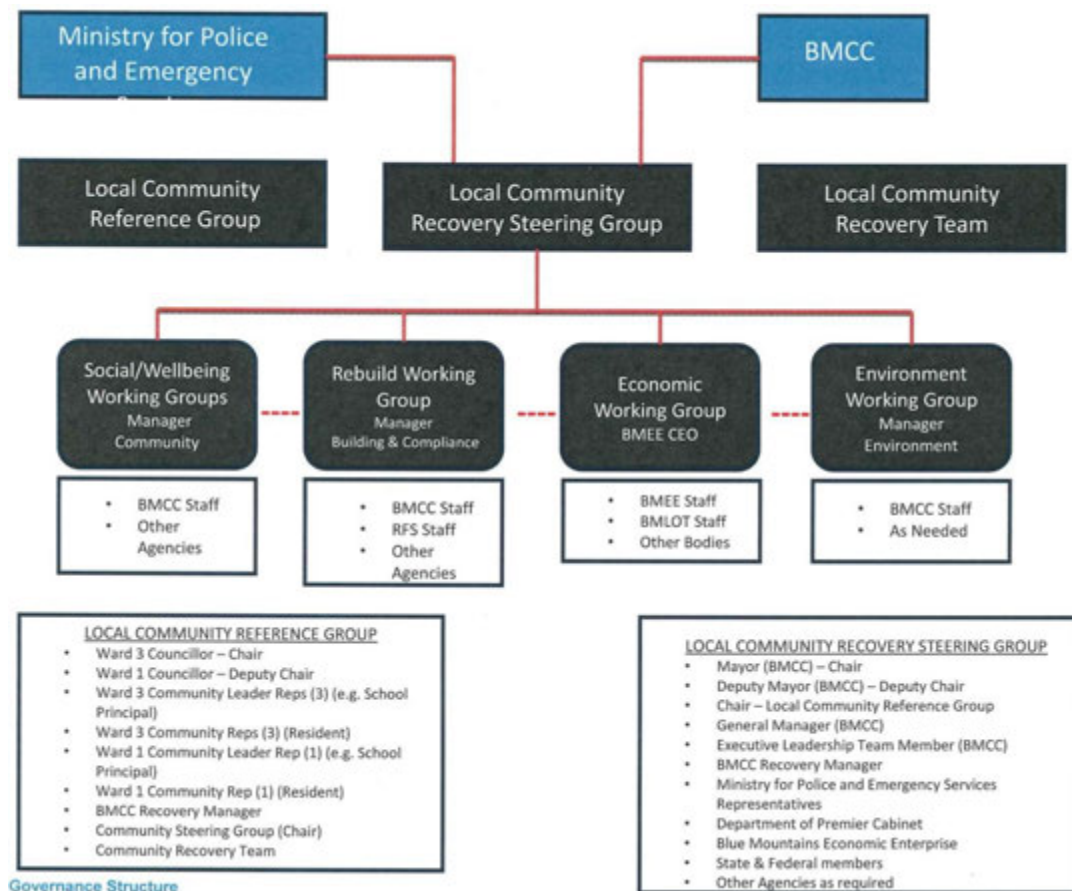 Ministry for Police
and Emergency
BMCC
Local Community
Reference Group
Local Community
Recovery Steering Group
Local Community
Recovery Team
Social/Wellbeing
Working Groups
Manager
Community
Rebuild Working
Group
Manager
Building & Compliance
Economic
Working Group
BMEE CEO
Environment
Working Group
Manager
Environment
• BMCC Staff
• Other
Agencies
• BMCC Staff
• RFS Staff
• Other
Agencies
• BMEE Staff
• BMLOT Staff
• Other Bodies
• BMCC Staff
• As Needed
LOCAL COMMUNITY REFERENCE GROUP
• Ward 3 Councillor – Chair
• Ward 1 Councillor – Deputy Chair
• Ward 3 Community Leader Reps (3) (e.g. School
Principal)
• Ward 3 Community Reps (3) (Resident)
• Ward 1 Community Leader Rep (1) (e.g. School
Principal)
• Ward 1 Community Rep (1) (Resident)
• BMCC Recovery Manager
• Community Steering Group (Chair)
• Community Recovery Team
LOCAL COMMUNITY RECOVERY STEERING GROUP
• Mayor (BMCC) – Chair
• Deputy Mayor (BMCC) – Deputy Chair
• Chair – Local Community Reference Group
• General Manager (BMCC)
• Executive Leadership Team Member (BMCC)
• BMCC Recovery Manager
• Ministry for Police and Emergency Services
Representatives
• Department of Premier Cabinet
• Blue Mountains Economic Enterprise
• State & Federal members
• Other Agencies as required
Governance Structure